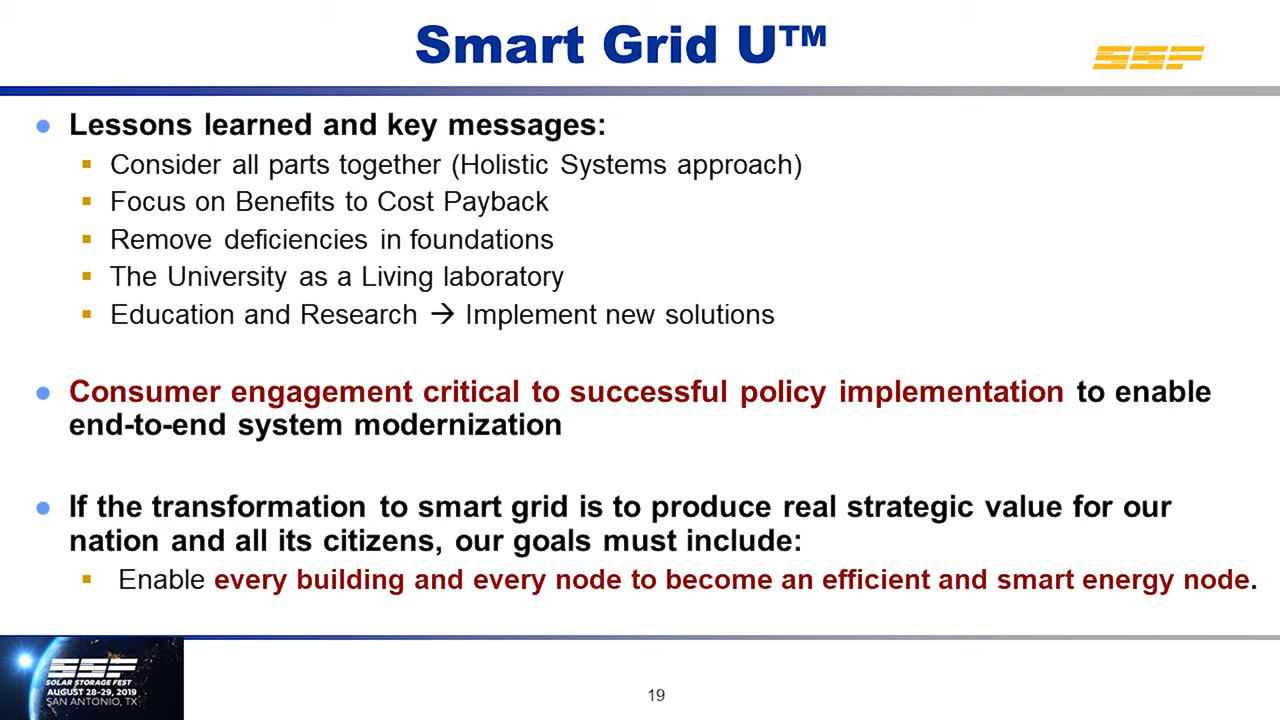 Smart Grid U™
SSF
Lessons learned and key messages:
Consider all parts together (Holistic Systems approach)
Focus on Benefits to Cost Payback
Remove deficiencies in foundations
The University as a Living laboratory
Education and Research → Implement new solutions
Consumer engagement critical to successful policy implementation to enable
end-to-end system modernization
If the transformation to smart grid is to produce real strategic value for our
nation and all its citizens, our goals must include:
Enable every building and every node to become an efficient and smart energy node.
SSF
SOLAR STORAGE FEST
AUGUST 28-29, 2019
SAN ANTONIO, TX
19